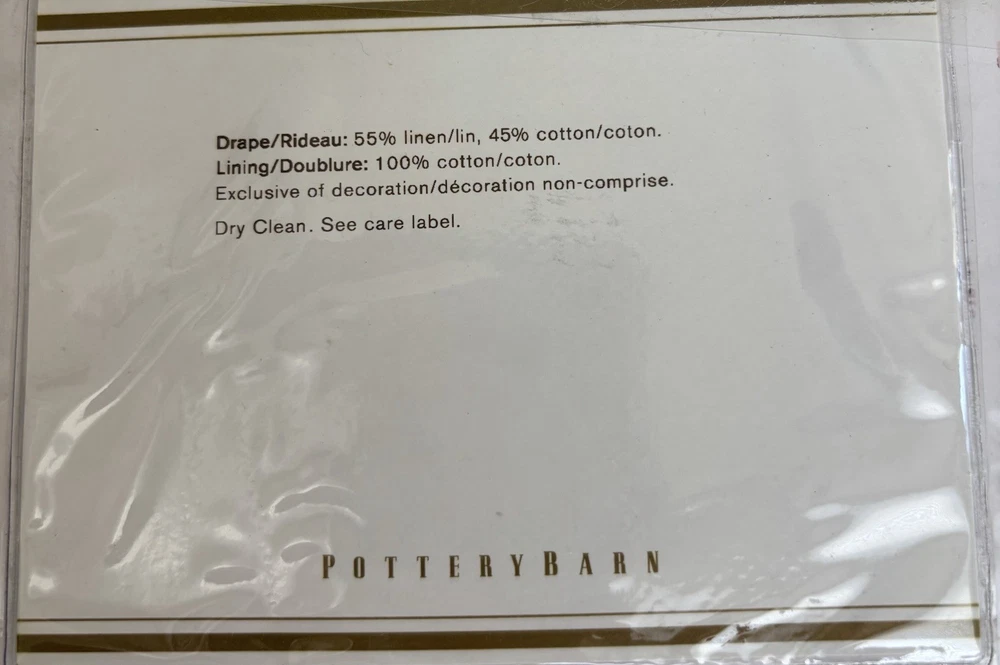 Drape/Rideau: 55% linen/lin, 45% cotton/coton.
Lining/Doublure: 100% cotton/coton.
Exclusive of decoration/décoration non-comprise.
Dry Clean. See care label.
POTTERYBARN